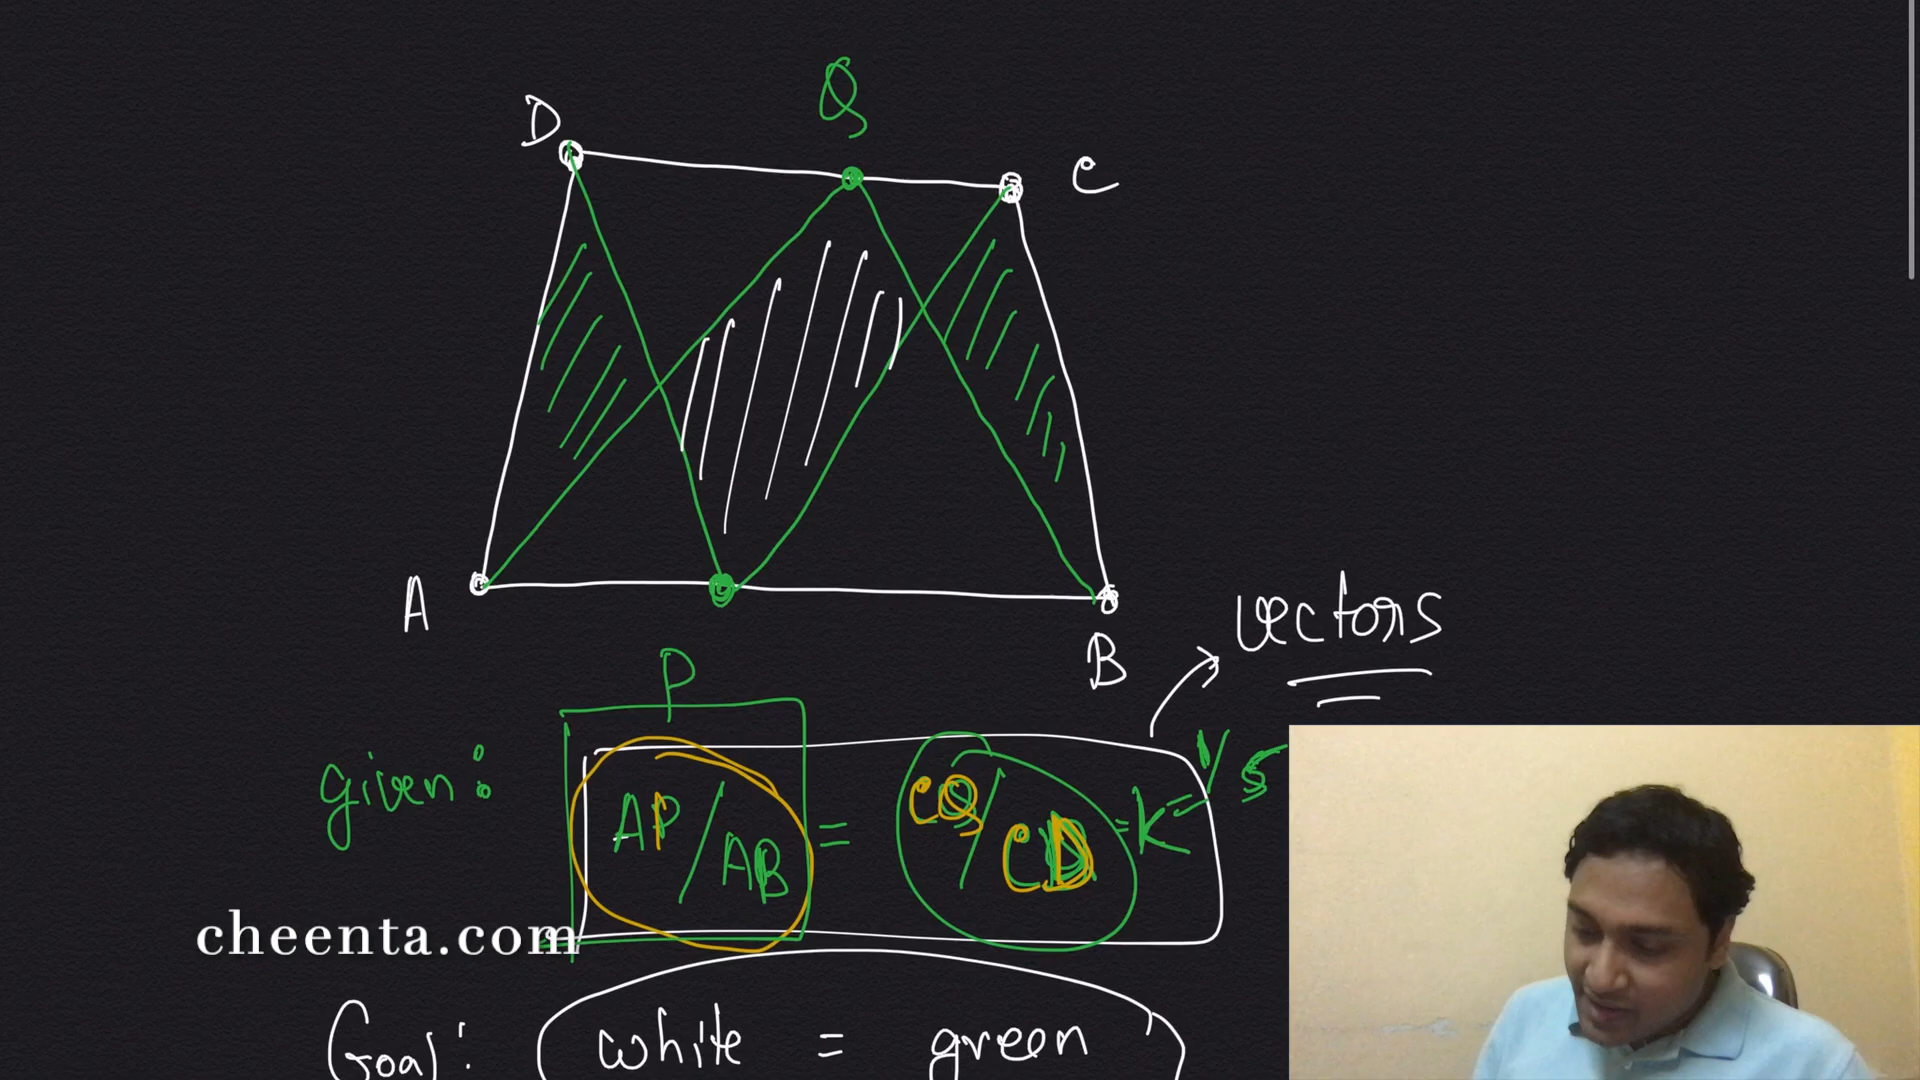 Q
D
C
A
B
vectors
P
given:
AP/AB = CQ/CD = K = 1/5
cheenta.com
Goal: white = green